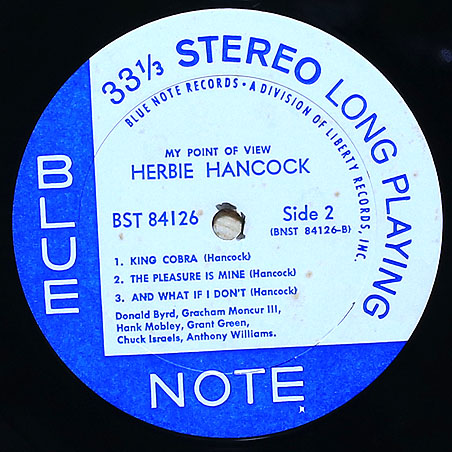 33⅓ STEREO LONG PLAYING
BLUE NOTE RECORDS • A DIVISION OF LIBERTY RECORDS, INC.
MY POINT OF VIEW
HERBIE HANCOCK
BST 84126
Side 2
(BNST 84126-B)
1. KING COBRA (Hancock)
2. THE PLEASURE IS MINE (Hancock)
3. AND WHAT IF I DON'T (Hancock)
Donald Byrd, Gracham Moncur III,
Hank Mobley, Grant Green,
Chuck Israels, Anthony Williams.
BLUE
NOTE